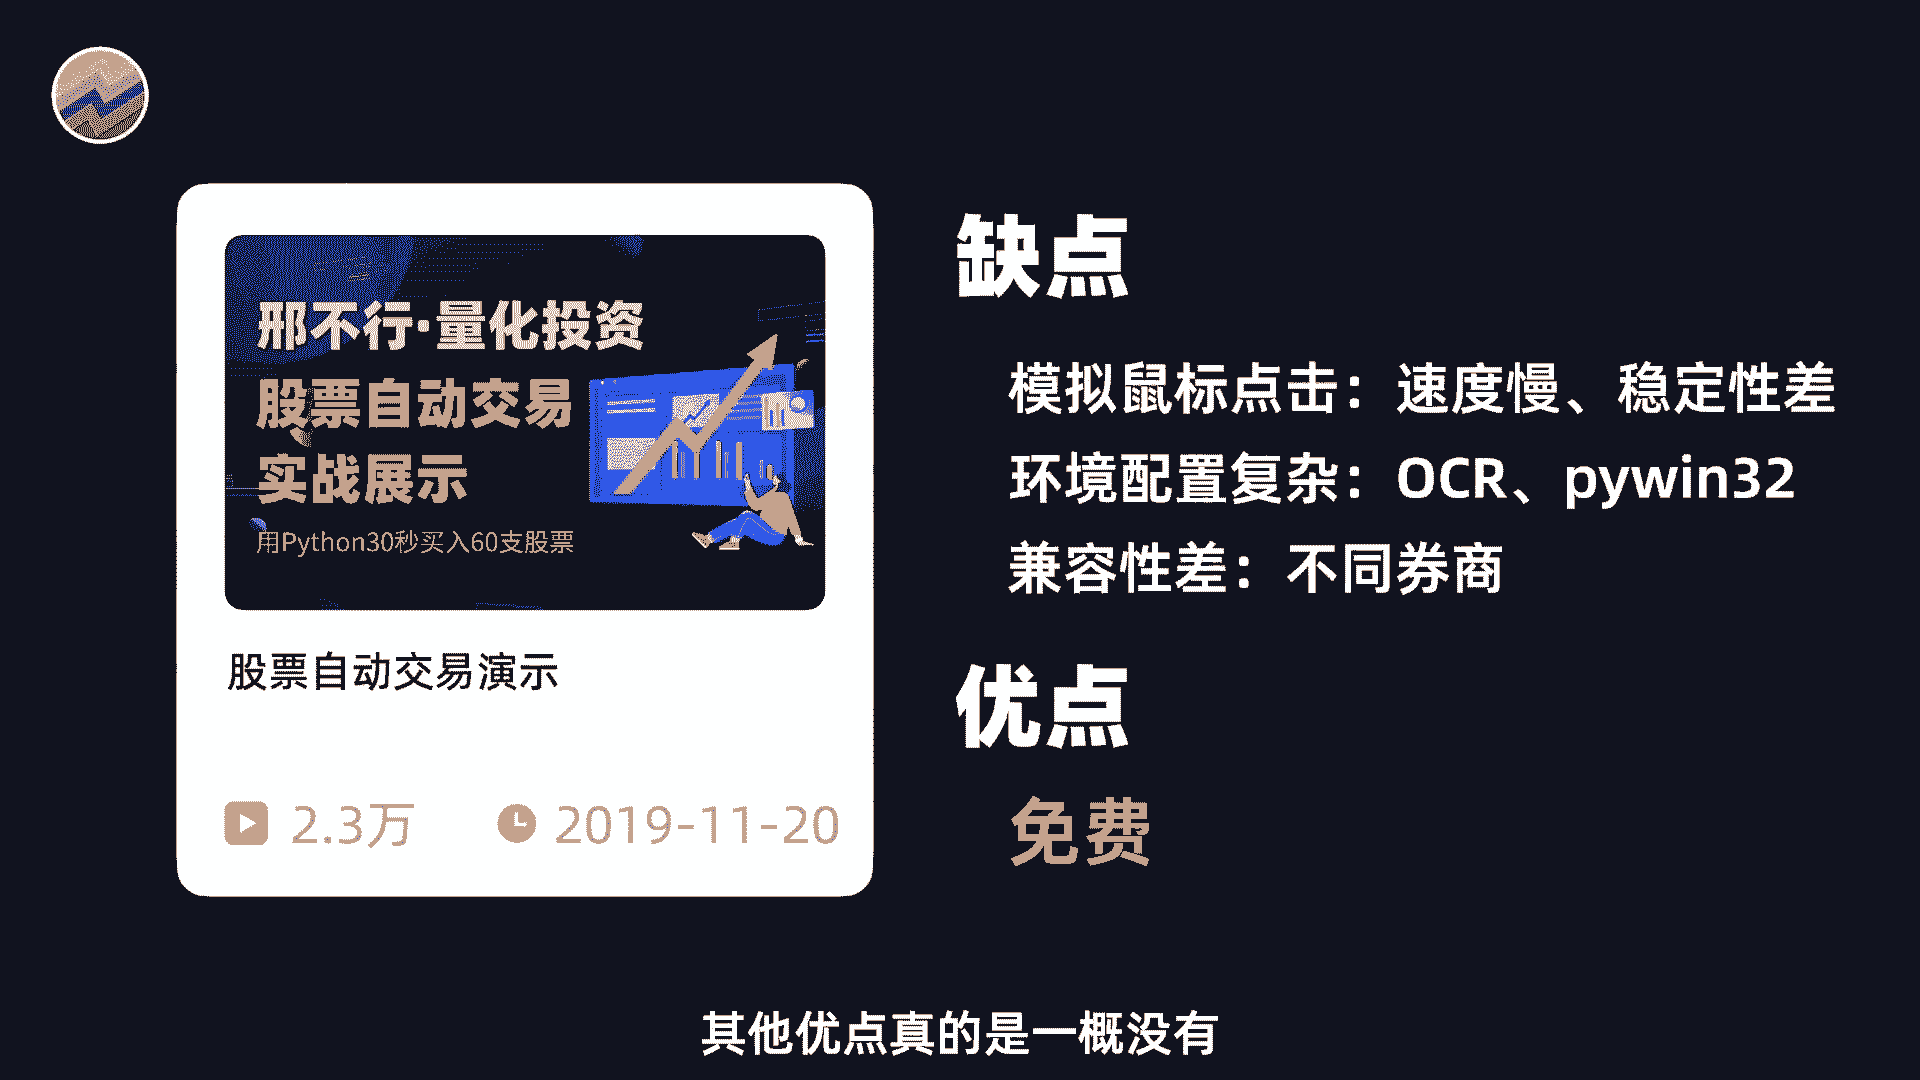 邢不行·量化投资
股票自动交易
实战展示
用Python30秒买入60支股票
股票自动交易演示
2.3万
2019-11-20
缺点
模拟鼠标点击：速度慢、稳定性差
环境配置复杂：OCR、pywin32
兼容性差：不同券商
优点
免费
其他优点真的是一概没有